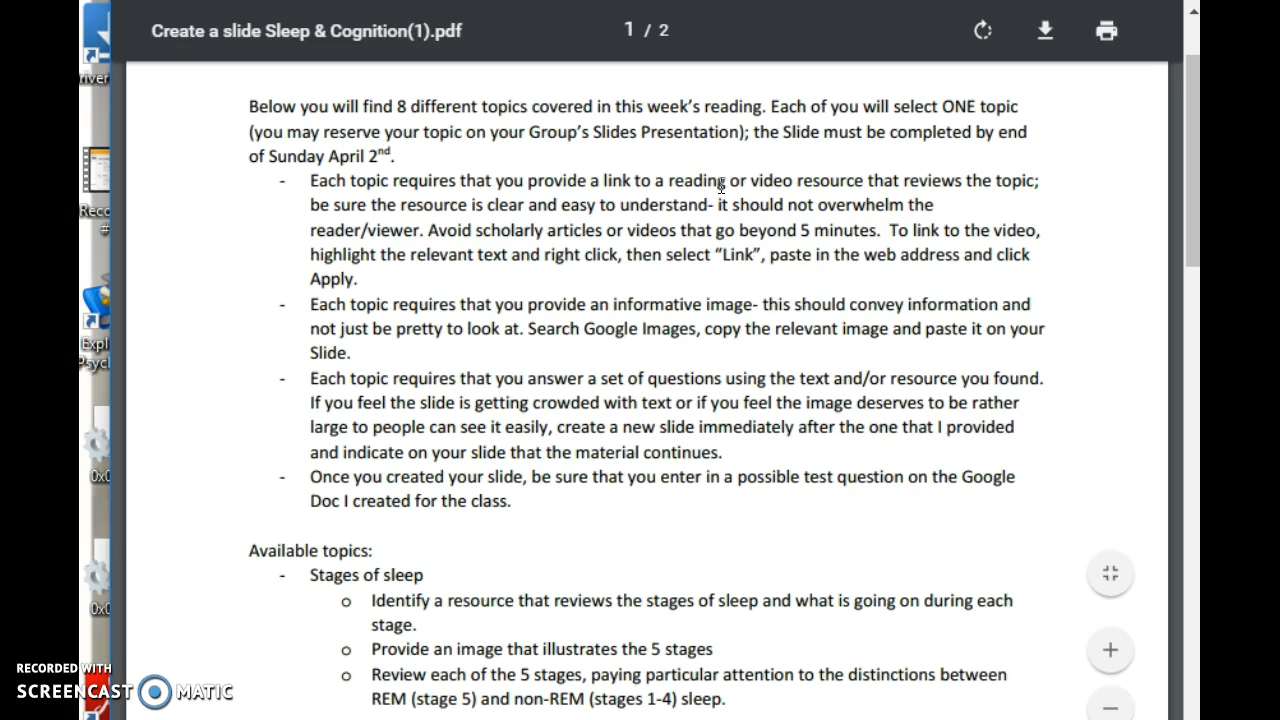 Create a slide Sleep & Cognition(1).pdf
1 / 2
Below you will find 8 different topics covered in this week's reading. Each of you will select ONE topic
(you may reserve your topic on your Group's Slides Presentation); the Slide must be completed by end
of Sunday April 2nd.
- Each topic requires that you provide a link to a reading or video resource that reviews the topic;
be sure the resource is clear and easy to understand- it should not overwhelm the
reader/viewer. Avoid scholarly articles or videos that go beyond 5 minutes. To link to the video,
highlight the relevant text and right click, then select "Link", paste in the web address and click
Apply.
- Each topic requires that you provide an informative image- this should convey information and
not just be pretty to look at. Search Google Images, copy the relevant image and paste it on your
Slide.
- Each topic requires that you answer a set of questions using the text and/or resource you found.
If you feel the slide is getting crowded with text or if you feel the image deserves to be rather
large to people can see it easily, create a new slide immediately after the one that I provided
and indicate on your slide that the material continues.
- Once you created your slide, be sure that you enter in a possible test question on the Google
Doc I created for the class.
Available topics:
- Stages of sleep
o Identify a resource that reviews the stages of sleep and what is going on during each
stage.
o Provide an image that illustrates the 5 stages
o Review each of the 5 stages, paying particular attention to the distinctions between
REM (stage 5) and non-REM (stages 1-4) sleep.
river
Reco
#
Expl
Psyc
0x0
0x0
RECORDED WITH
SCREENCAST MATIC